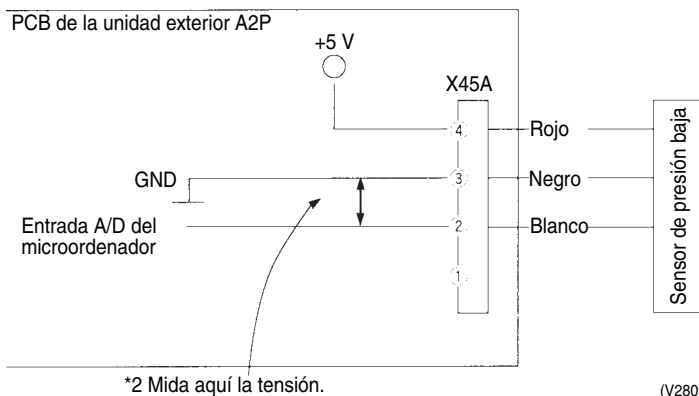 PCB de la unidad exterior A2P
+5 V
X45A
4
Rojo
GND
3
Negro
Entrada A/D del
microordenador
2
Blanco
1
Sensor de presión baja
*2 Mida aquí la tensión.
(V280